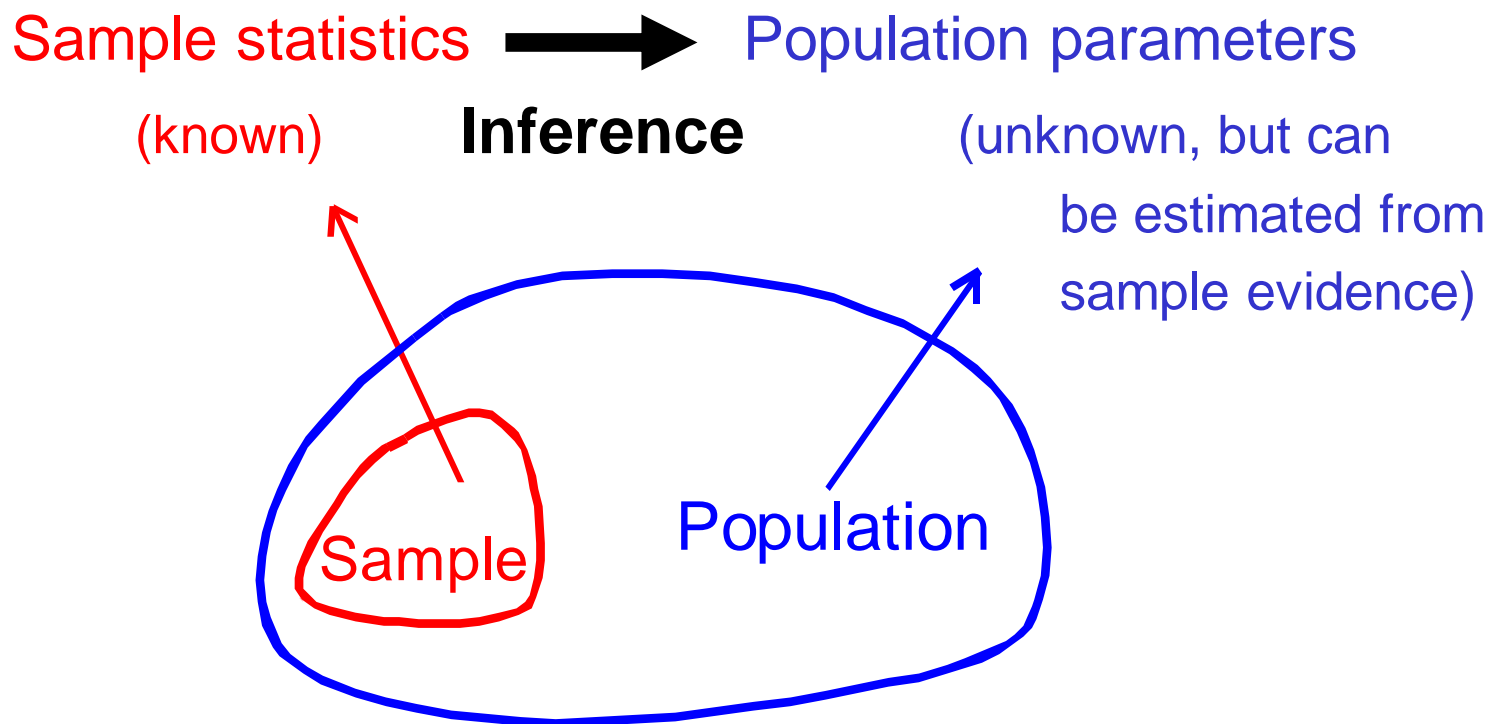 Sample statistics Population parameters
(known) Inference (unknown, but can
be estimated from
sample evidence)
Population
Sample